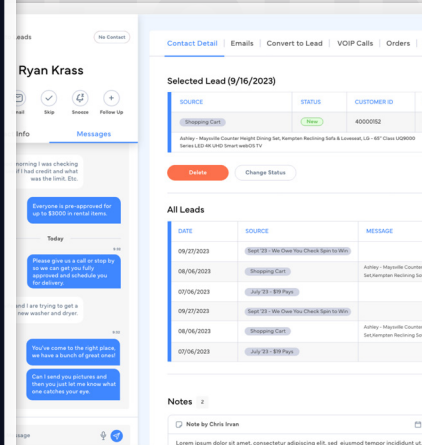 eads
No Contact
Ryan Krass
ail
Skip
Snooze
Follow Up
Info
Messages
morning I was checking
if I had credit and what
was the limit. Etc.
Everyone is pre-approved for
up to $3000 in rental items.
Today
Please give us a call or stop by
so we can get you fully
approved and schedule you
for delivery.
and I are trying to get a
new washer and dryer.
You've come to the right place,
we have a bunch of great ones!
Can I send you pictures and
then you just let me know what
one catches your eye.
ssage
Contact Detail
Emails
Convert to Lead
VOIP Calls
Orders
Selected Lead (9/16/2023)
SOURCE STATUS CUSTOMER ID
Shopping Cart New 40000152
Ashley - Maysville Counter Height Dining Set, Kempten Reclining Sofa & Loveseat, LG - 65" Class UQ9000
Series LED 4K UHD Smart webOS TV
Delete
Change Status
All Leads
DATE SOURCE MESSAGE
09/27/2023 Sept '23 - We Owe You Check Spin to Win
08/06/2023 Shopping Cart Ashley - Maysville Counter
Set,Kempten Reclining So
07/06/2023 July '23 - $19 Pays
09/27/2023 Sept '23 - We Owe You Check Spin to Win
08/06/2023 Shopping Cart Ashley - Maysville Counter
Set,Kempten Reclining So
07/06/2023 July '23 - $19 Pays
Notes 2
Note by Chris Irvan
Lorem ipsum dolor sit amet, consectetur adipiscing elit, sed eiusmod tempor incididunt ut